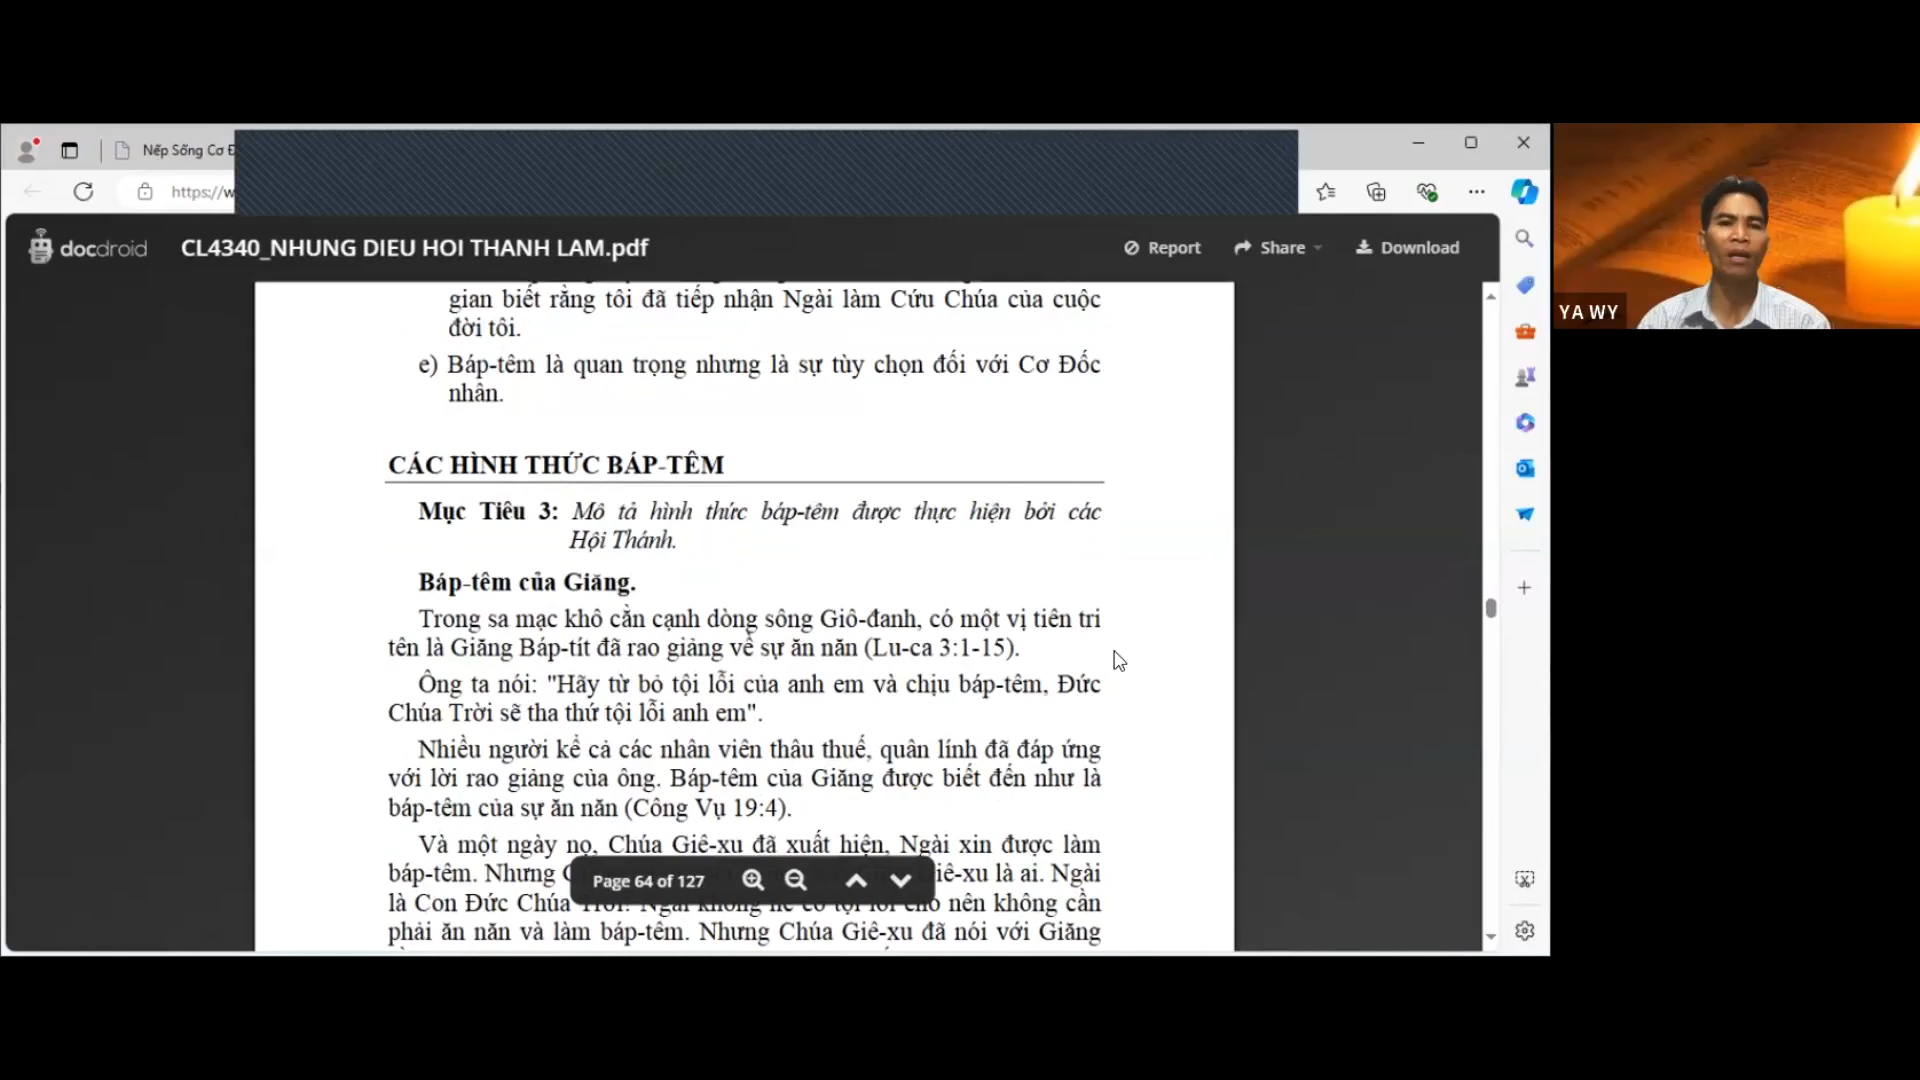 Nếp Sống Cơ Đ
https://w
docdroid
CL4340_NHUNG DIEU HOI THANH LAM.pdf
Report
Share
Download
YA WY
gian biết rằng tôi đã tiếp nhận Ngài làm Cứu Chúa của cuộc
đời tôi.
e) Báp-têm là quan trọng nhưng là sự tùy chọn đối với Cơ Đốc
nhân.
CÁC HÌNH THỨC BÁP-TÊM
Mục Tiêu 3: Mô tả hình thức báp-têm được thực hiện bởi các
Hội Thánh.
Báp-têm của Giăng.
Trong sa mạc khô cằn cạnh dòng sông Giô-đanh, có một vị tiên tri
tên là Giăng Báp-tít đã rao giảng về sự ăn năn (Lu-ca 3:1-15).
Ông ta nói: "Hãy từ bỏ tội lỗi của anh em và chịu báp-têm, Đức
Chúa Trời sẽ tha thứ tội lỗi anh em".
Nhiều người kể cả các nhân viên thâu thuế, quân lính đã đáp ứng
với lời rao giảng của ông. Báp-têm của Giăng được biết đến như là
báp-têm của sự ăn năn (Công Vụ 19:4).
Và một ngày nọ, Chúa Giê-xu đã xuất hiện, Ngài xin được làm
báp-têm. Nhưng iê-xu là ai. Ngài
là Con Đức Chúa Trời. Ngài không hề có tội lỗi cho nên không cần
phải ăn năn và làm báp-têm. Nhưng Chúa Giê-xu đã nói với Giăng
Page 64 of 127